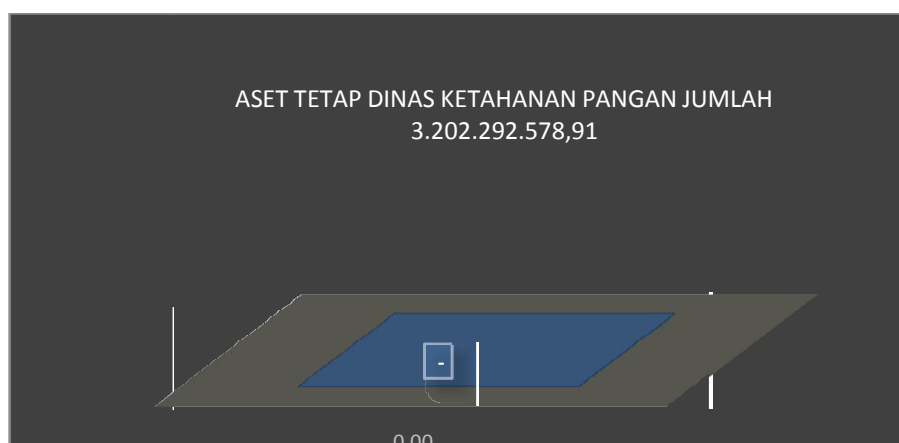 ASET TETAP DINAS KETAHANAN PANGAN JUMLAH
3.202.292.578,91
-
0.00